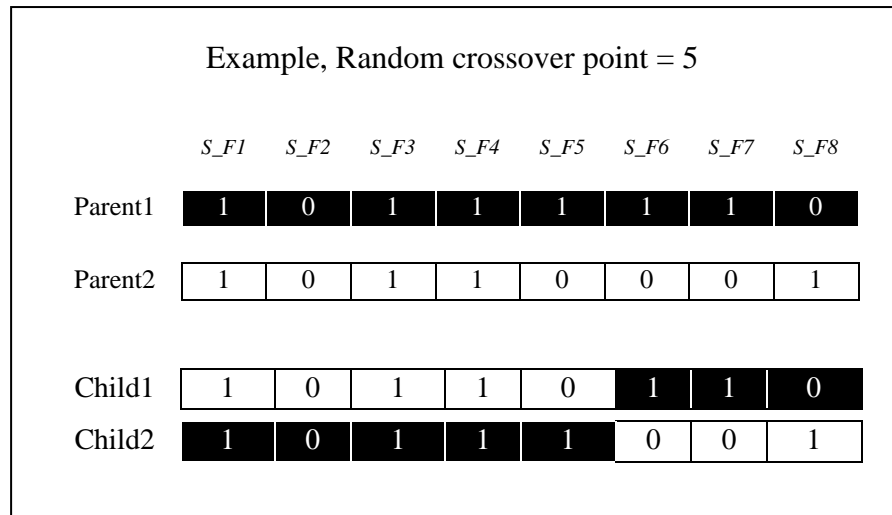 Example, Random crossover point = 5
S_F1 S_F2 S_F3 S_F4 S_F5 S_F6 S_F7 S_F8
Parent1 1 0 1 1 1 1 1 0
Parent2 1 0 1 1 0 0 0 1
Child1 1 0 1 1 0 1 1 0
Child2 1 0 1 1 1 0 0 1